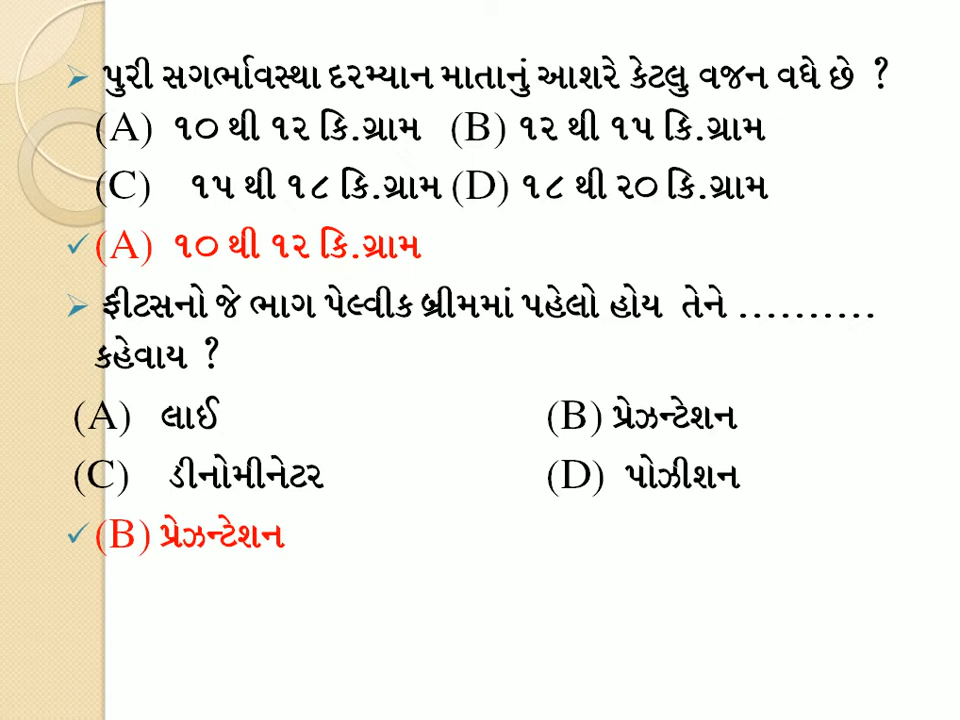 પુરી સગર્ભાવસ્થા દરમ્યાન માતાનું આશરે કેટલુ વજન વધે છે ?
(A) ૧૦ થી ૧૨ કિ.ગ્રામ (B) ૧૨ થી ૧૫ કિ.ગ્રામ
(C) ૧૫ થી ૧૮ કિ.ગ્રામ (D) ૧૮ થી ૨૦ કિ.ગ્રામ
(A) ૧૦ થી ૧૨ કિ.ગ્રામ
ફીટસનો જે ભાગ પેલ્વીક બ્રીમમાં પહેલો હોય તેને ..........
કહેવાય ?
(A) લાઈ (B) પ્રેઝન્ટેશન
(C) ડીનોમીનેટર (D) પોઝીશન
(B) પ્રેઝન્ટેશન